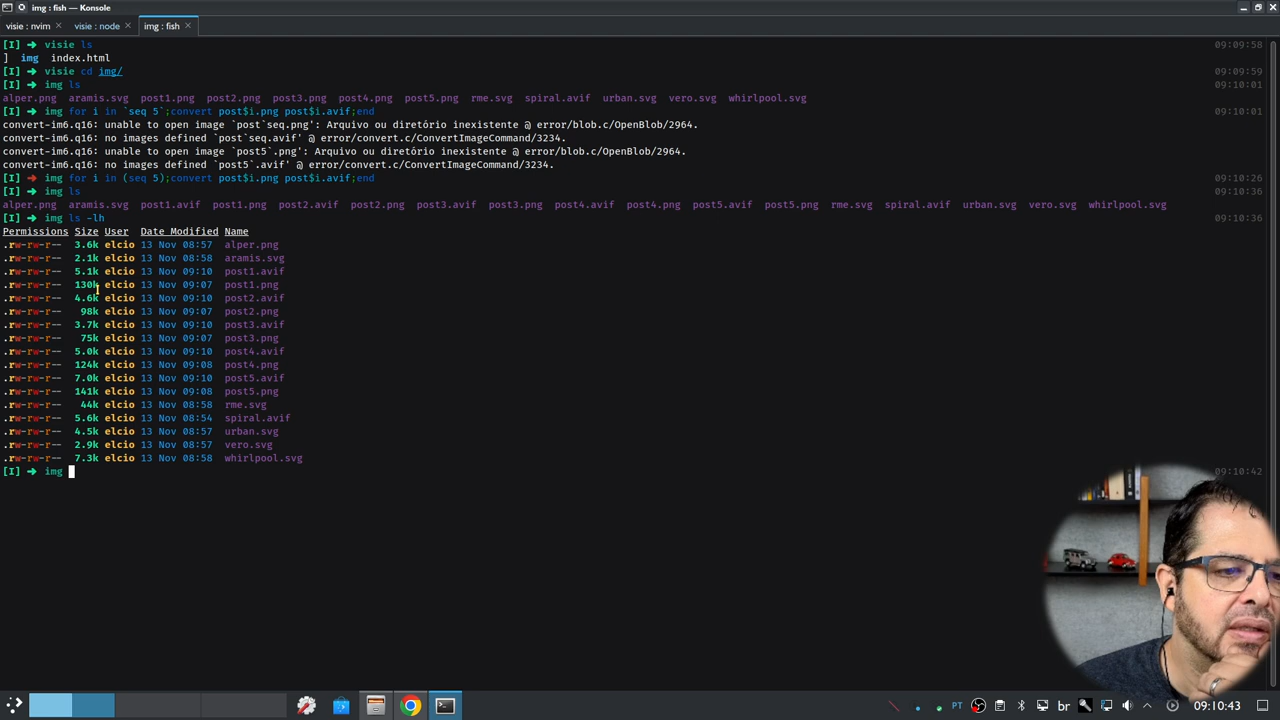 img : fish — Konsole
visie : nvim
visie : node
img : fish
[I] ➜ visie ls 09:09:58
] img index.html
[I] ➜ visie cd img/ 09:09:59
[I] ➜ img ls 09:10:01
alper.png aramis.svg post1.png post2.png post3.png post4.png post5.png rme.svg spiral.avif urban.svg vero.svg whirlpool.svg
[I] ➜ img for i in `seq 5`;convert post$i.png post$i.avif;end 09:10:01
convert-im6.q16: unable to open image `post`seq.png': Arquivo ou diretório inexistente @ error/blob.c/OpenBlob/2964.
convert-im6.q16: no images defined `post`seq.avif' @ error/convert.c/ConvertImageCommand/3234.
convert-im6.q16: unable to open image `post5`.png': Arquivo ou diretório inexistente @ error/blob.c/OpenBlob/2964.
convert-im6.q16: no images defined `post5`.avif' @ error/convert.c/ConvertImageCommand/3234.
[I] ➜ img for i in (seq 5);convert post$i.png post$i.avif;end 09:10:26
[I] ➜ img ls 09:10:36
alper.png aramis.svg post1.avif post1.png post2.avif post2.png post3.avif post3.png post4.avif post4.png post5.avif post5.png rme.svg spiral.avif urban.svg vero.svg whirlpool.svg
[I] ➜ img ls -lh 09:10:36
Permissions Size User Date Modified Name
.rw-rw-r-- 3.6k elcio 13 Nov 08:57 alper.png
.rw-rw-r-- 2.1k elcio 13 Nov 08:58 aramis.svg
.rw-rw-r-- 5.1k elcio 13 Nov 09:10 post1.avif
.rw-rw-r-- 130k elcio 13 Nov 09:07 post1.png
.rw-rw-r-- 4.6k elcio 13 Nov 09:10 post2.avif
.rw-rw-r-- 98k elcio 13 Nov 09:07 post2.png
.rw-rw-r-- 3.7k elcio 13 Nov 09:10 post3.avif
.rw-rw-r-- 75k elcio 13 Nov 09:07 post3.png
.rw-rw-r-- 5.0k elcio 13 Nov 09:10 post4.avif
.rw-rw-r-- 124k elcio 13 Nov 09:08 post4.png
.rw-rw-r-- 7.0k elcio 13 Nov 09:10 post5.avif
.rw-rw-r-- 141k elcio 13 Nov 09:08 post5.png
.rw-rw-r-- 44k elcio 13 Nov 08:58 rme.svg
.rw-rw-r-- 5.6k elcio 13 Nov 08:54 spiral.avif
.rw-rw-r-- 4.5k elcio 13 Nov 08:57 urban.svg
.rw-rw-r-- 2.9k elcio 13 Nov 08:57 vero.svg
.rw-rw-r-- 7.3k elcio 13 Nov 08:58 whirlpool.svg
[I] ➜ img 09:10:42
PT br 09:10:43